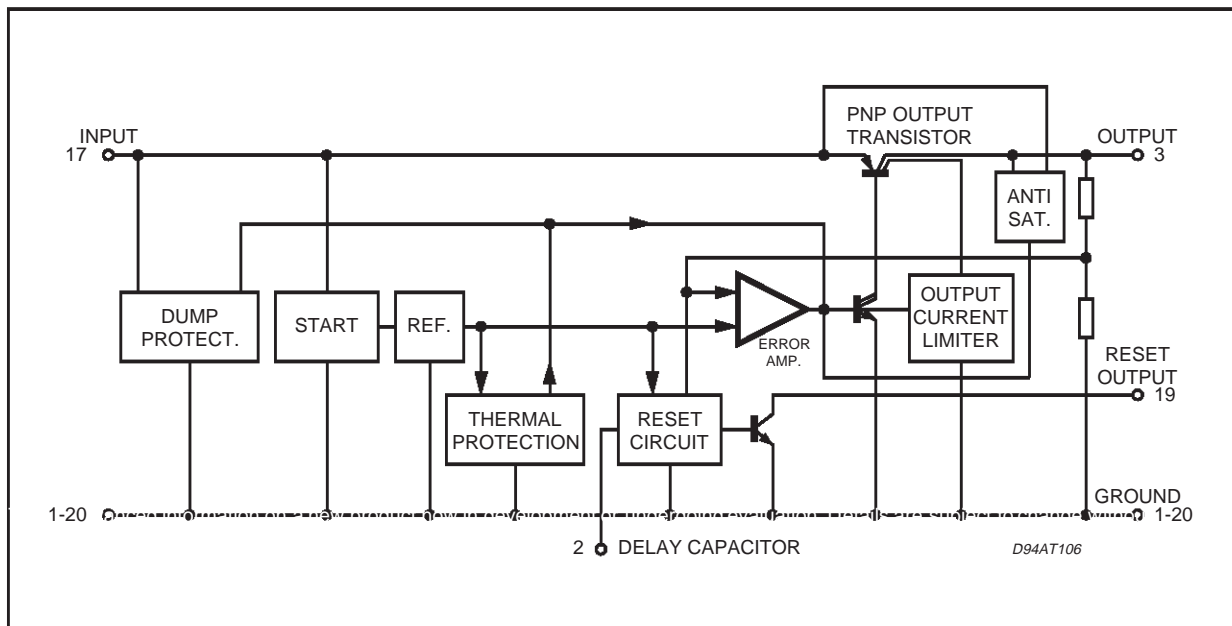 PNP OUTPUT
TRANSISTOR
INPUT
17
OUTPUT
3
ANTI
SAT.
DUMP
PROTECT.
START
REF.
ERROR
AMP.
OUTPUT
CURRENT
LIMITER
RESET
OUTPUT
19
THERMAL
PROTECTION
RESET
CIRCUIT
1-20
GROUND
1-20
2
DELAY CAPACITOR
D94AT106